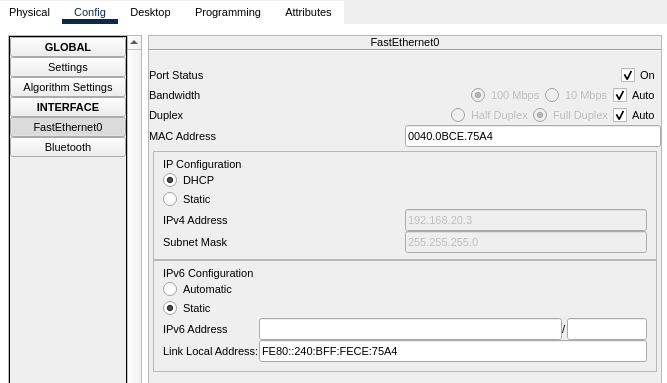 Physical Config Desktop Programming Attributes
GLOBAL
Settings
Algorithm Settings
INTERFACE
FastEthernet0
Bluetooth
FastEthernet0
Port Status On
Bandwidth 100 Mbps 10 Mbps Auto
Duplex Half Duplex Full Duplex Auto
MAC Address 0040.0BCE.75A4
IP Configuration
DHCP
Static
IPv4 Address 192.168.20.3
Subnet Mask 255.255.255.0
IPv6 Configuration
Automatic
Static
IPv6 Address /
Link Local Address: FE80::240:BFF:FECE:75A4